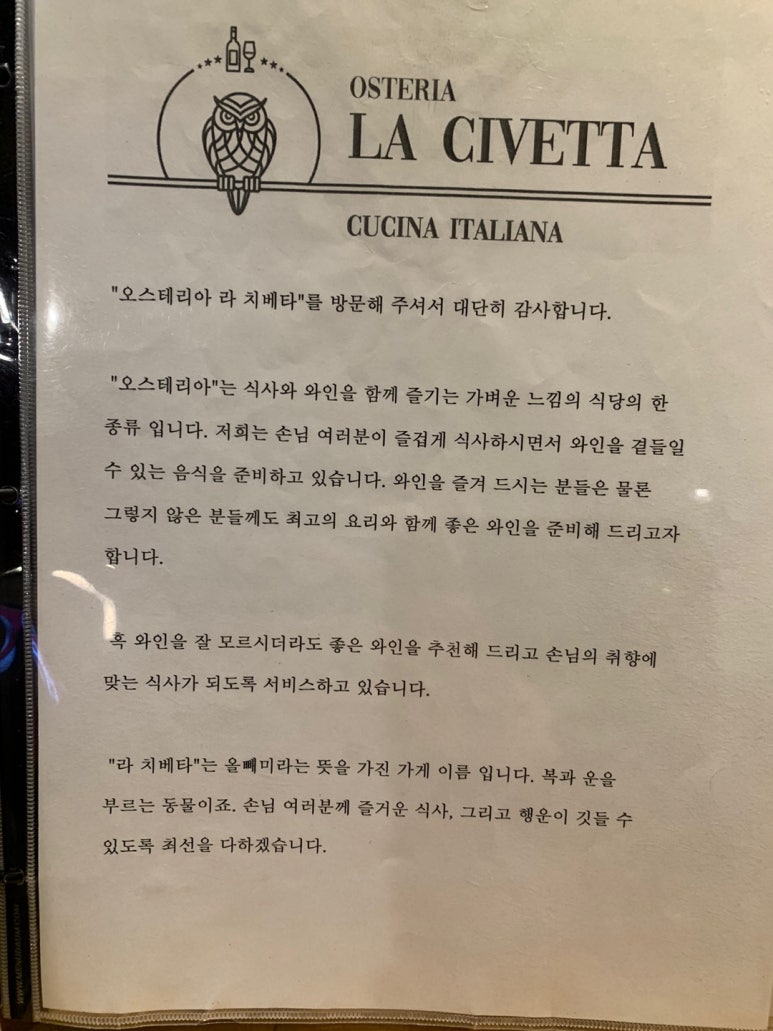 OSTERIA
LA CIVETTA
CUCINA ITALIANA
"오스테리아 라 치베타"를 방문해 주셔서 대단히 감사합니다.
"오스테리아"는 식사와 와인을 함께 즐기는 가벼운 느낌의 식당의 한
종류 입니다. 저희는 손님 여러분이 즐겁게 식사하시면서 와인을 곁들일
수 있는 음식을 준비하고 있습니다. 와인을 즐겨 드시는 분들은 물론
그렇지 않은 분들께도 최고의 요리와 함께 좋은 와인을 준비해 드리고자
합니다.
혹 와인을 잘 모르시더라도 좋은 와인을 추천해 드리고 손님의 취향에
맞는 식사가 되도록 서비스하고 있습니다.
"라 치베타"는 올빼미라는 뜻을 가진 가게 이름 입니다. 복과 운을
부르는 동물이죠. 손님 여러분께 즐거운 식사, 그리고 행운이 깃들 수
있도록 최선을 다하겠습니다.